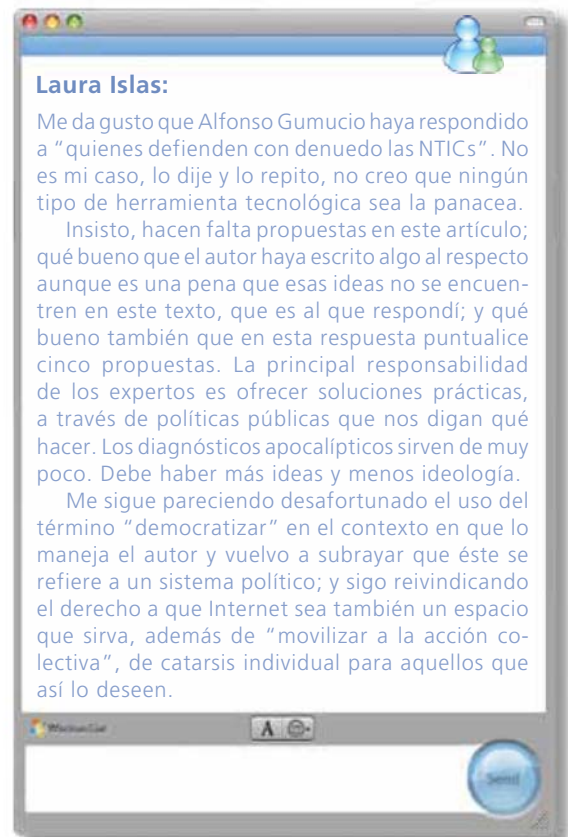 Laura Islas:
Me da gusto que Alfonso Gumucio haya respondido
a “quienes defienden con denuedo las NTICs”. No
es mi caso, lo dije y lo repito, no creo que ningún
tipo de herramienta tecnológica sea la panacea.
Insisto, hacen falta propuestas en este artículo;
qué bueno que el autor haya escrito algo al respecto
aunque es una pena que esas ideas no se encuen-
tren en este texto, que es al que respondí; y qué
bueno también que en esta respuesta puntualice
cinco propuestas. La principal responsabilidad
de los expertos es ofrecer soluciones prácticas,
a través de políticas públicas que nos digan qué
hacer. Los diagnósticos apocalípticos sirven de muy
poco. Debe haber más ideas y menos ideología.
Me sigue pareciendo desafortunado el uso del
término “democratizar” en el contexto en que lo
maneja el autor y vuelvo a subrayar que éste se
refiere a un sistema político; y sigo reivindicando
el derecho a que Internet sea también un espacio
que sirva, además de “movilizar a la acción co-
lectiva”, de catarsis individual para aquellos que
así lo deseen.
A
Send